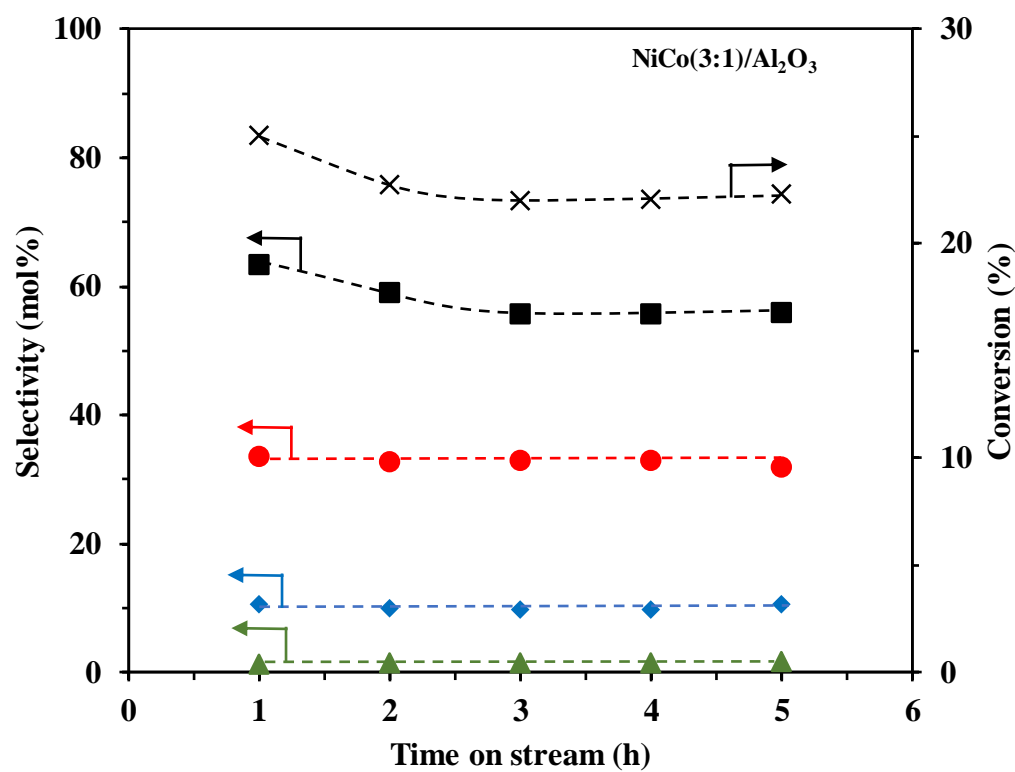 NiCo(3:1)/Al₂O₃
Selectivity (mol%)
100
80
60
40
20
0
Conversion (%)
30
20
10
0
0 1 2 3 4 5 6
Time on stream (h)